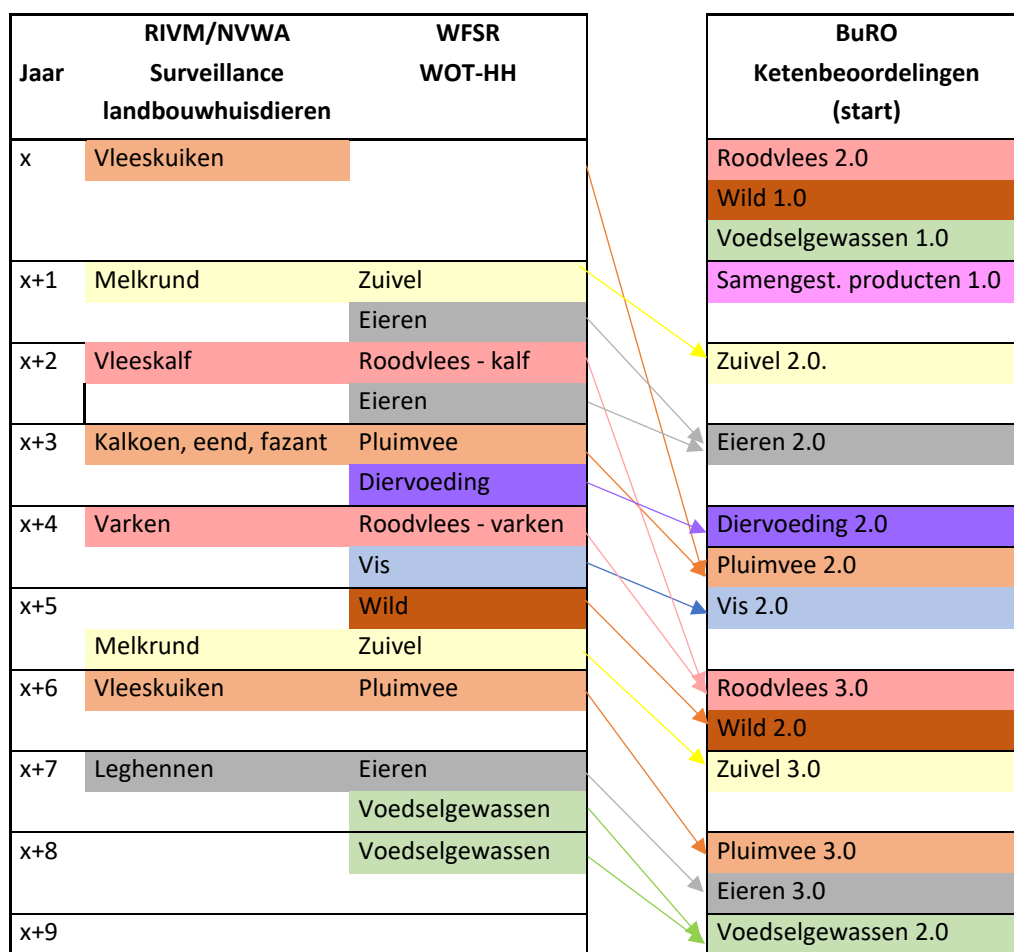 RIVM/NVWA WFSR BuRO
Jaar Surveillance WOT-HH Ketenbeoordelingen
landbouwhuisdieren (start)
x Vleeskuiken Roodvlees 2.0
Wild 1.0
Voedselgewassen 1.0
x+1 Melkrund Zuivel Samengest. producten 1.0
Eieren
x+2 Vleeskalf Roodvlees - kalf Zuivel 2.0.
Eieren
x+3 Kalkoen, eend, fazant Pluimvee Eieren 2.0
Diervoeding
x+4 Varken Roodvlees - varken Diervoeding 2.0
Vis Pluimvee 2.0
x+5 Wild Vis 2.0
Melkrund Zuivel
x+6 Vleeskuiken Pluimvee Roodvlees 3.0
Wild 2.0
x+7 Leghennen Eieren Zuivel 3.0
Voedselgewassen
x+8 Voedselgewassen Pluimvee 3.0
Eieren 3.0
x+9 Voedselgewassen 2.0